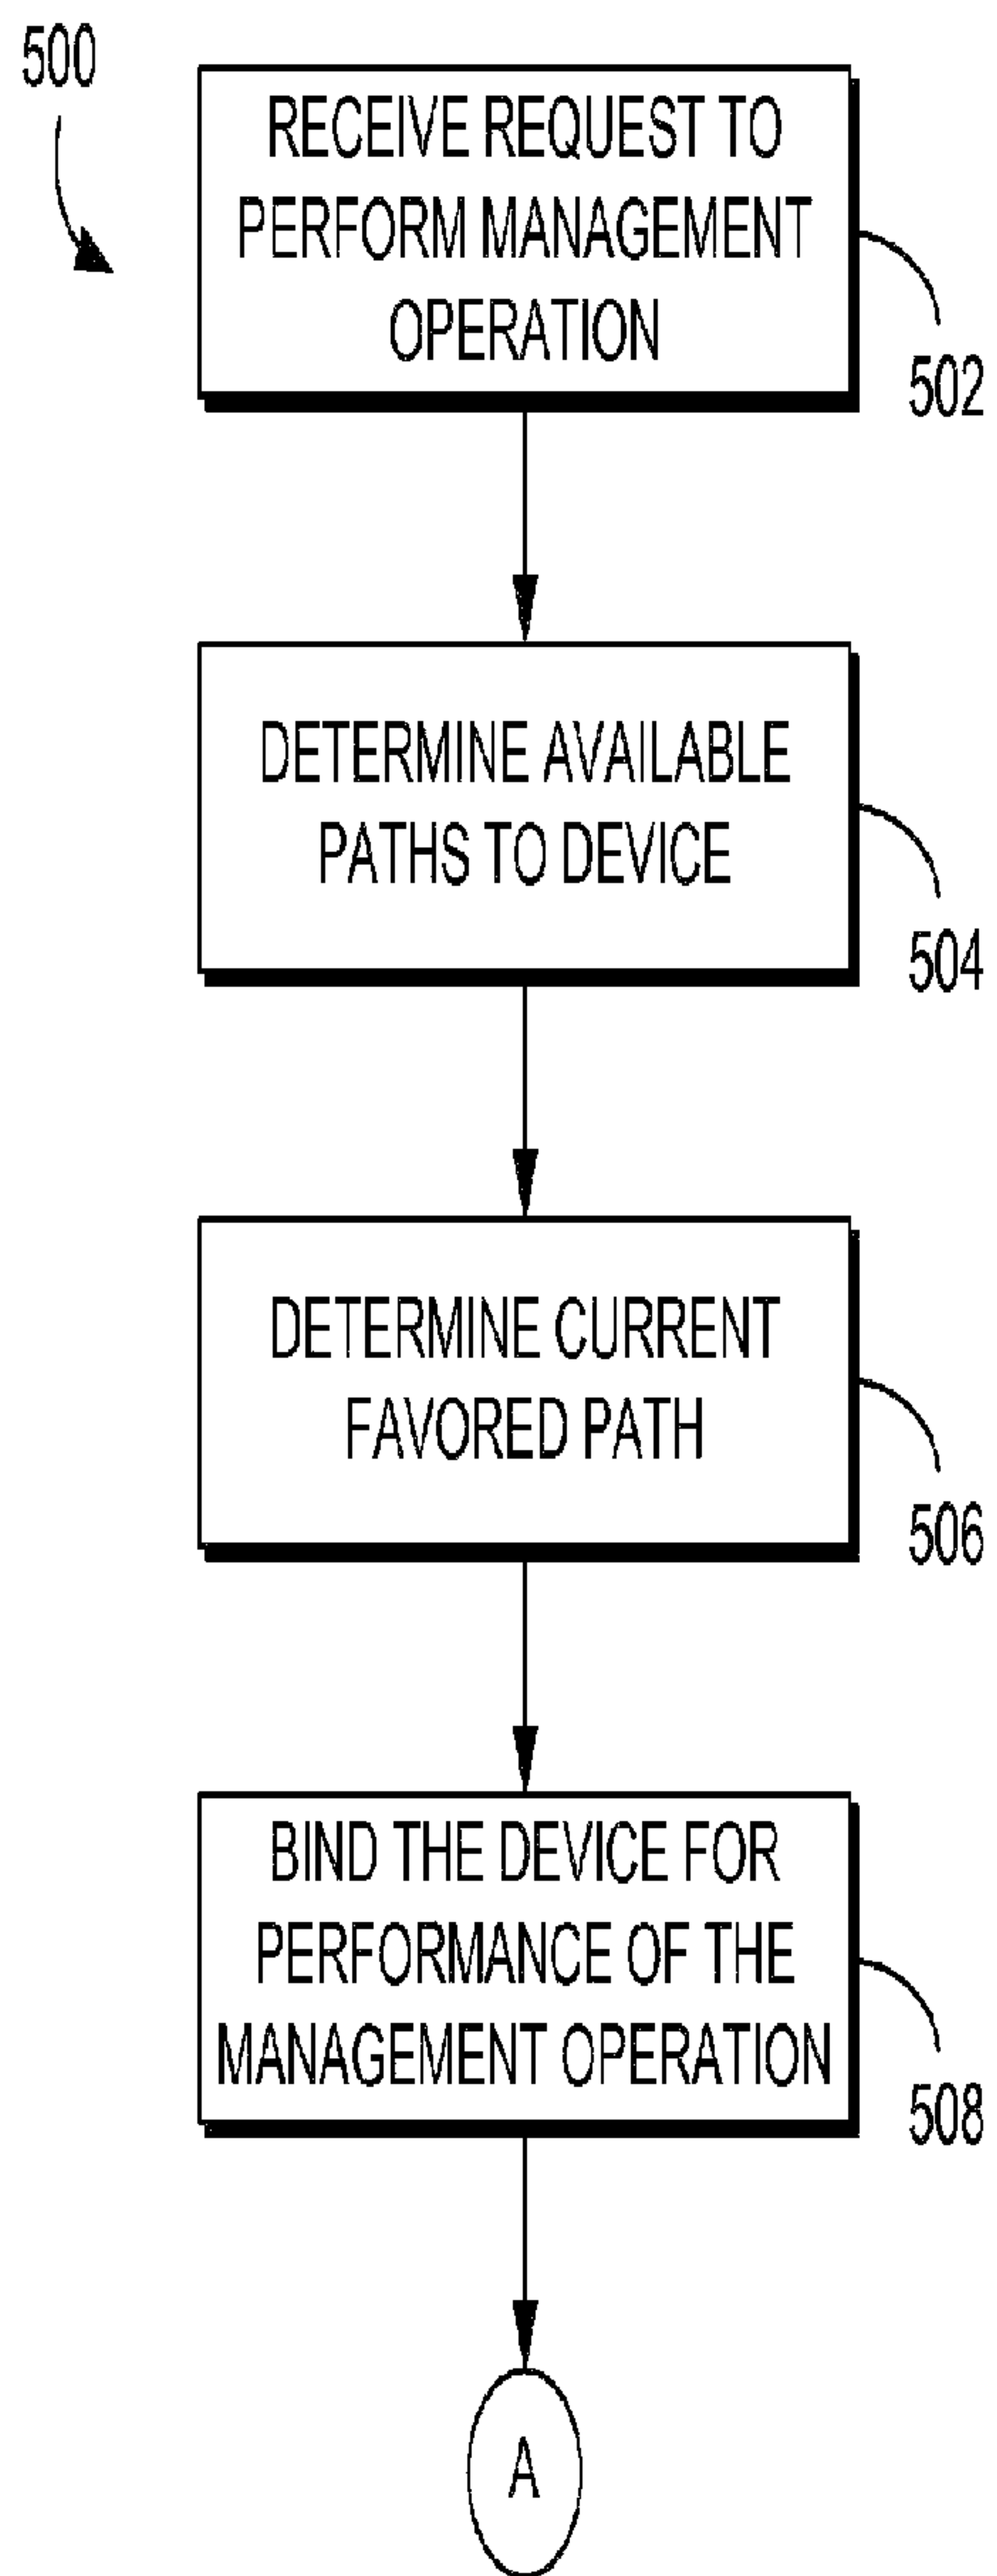 500
RECEIVE REQUEST TO
PERFORM MANAGEMENT
OPERATION
502
DETERMINE AVAILABLE
PATHS TO DEVICE
504
DETERMINE CURRENT
FAVORED PATH
506
BIND THE DEVICE FOR
PERFORMANCE OF THE
MANAGEMENT OPERATION
508
A